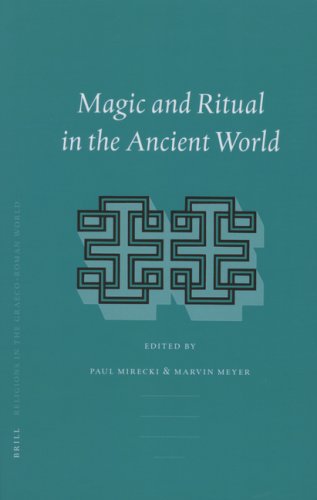 Magic and Ritual
in the Ancient World
EDITED BY
PAUL MIRECKI & MARVIN MEYER
BRILL
RELIGIONS IN THE GRAECO-ROMAN WORLD